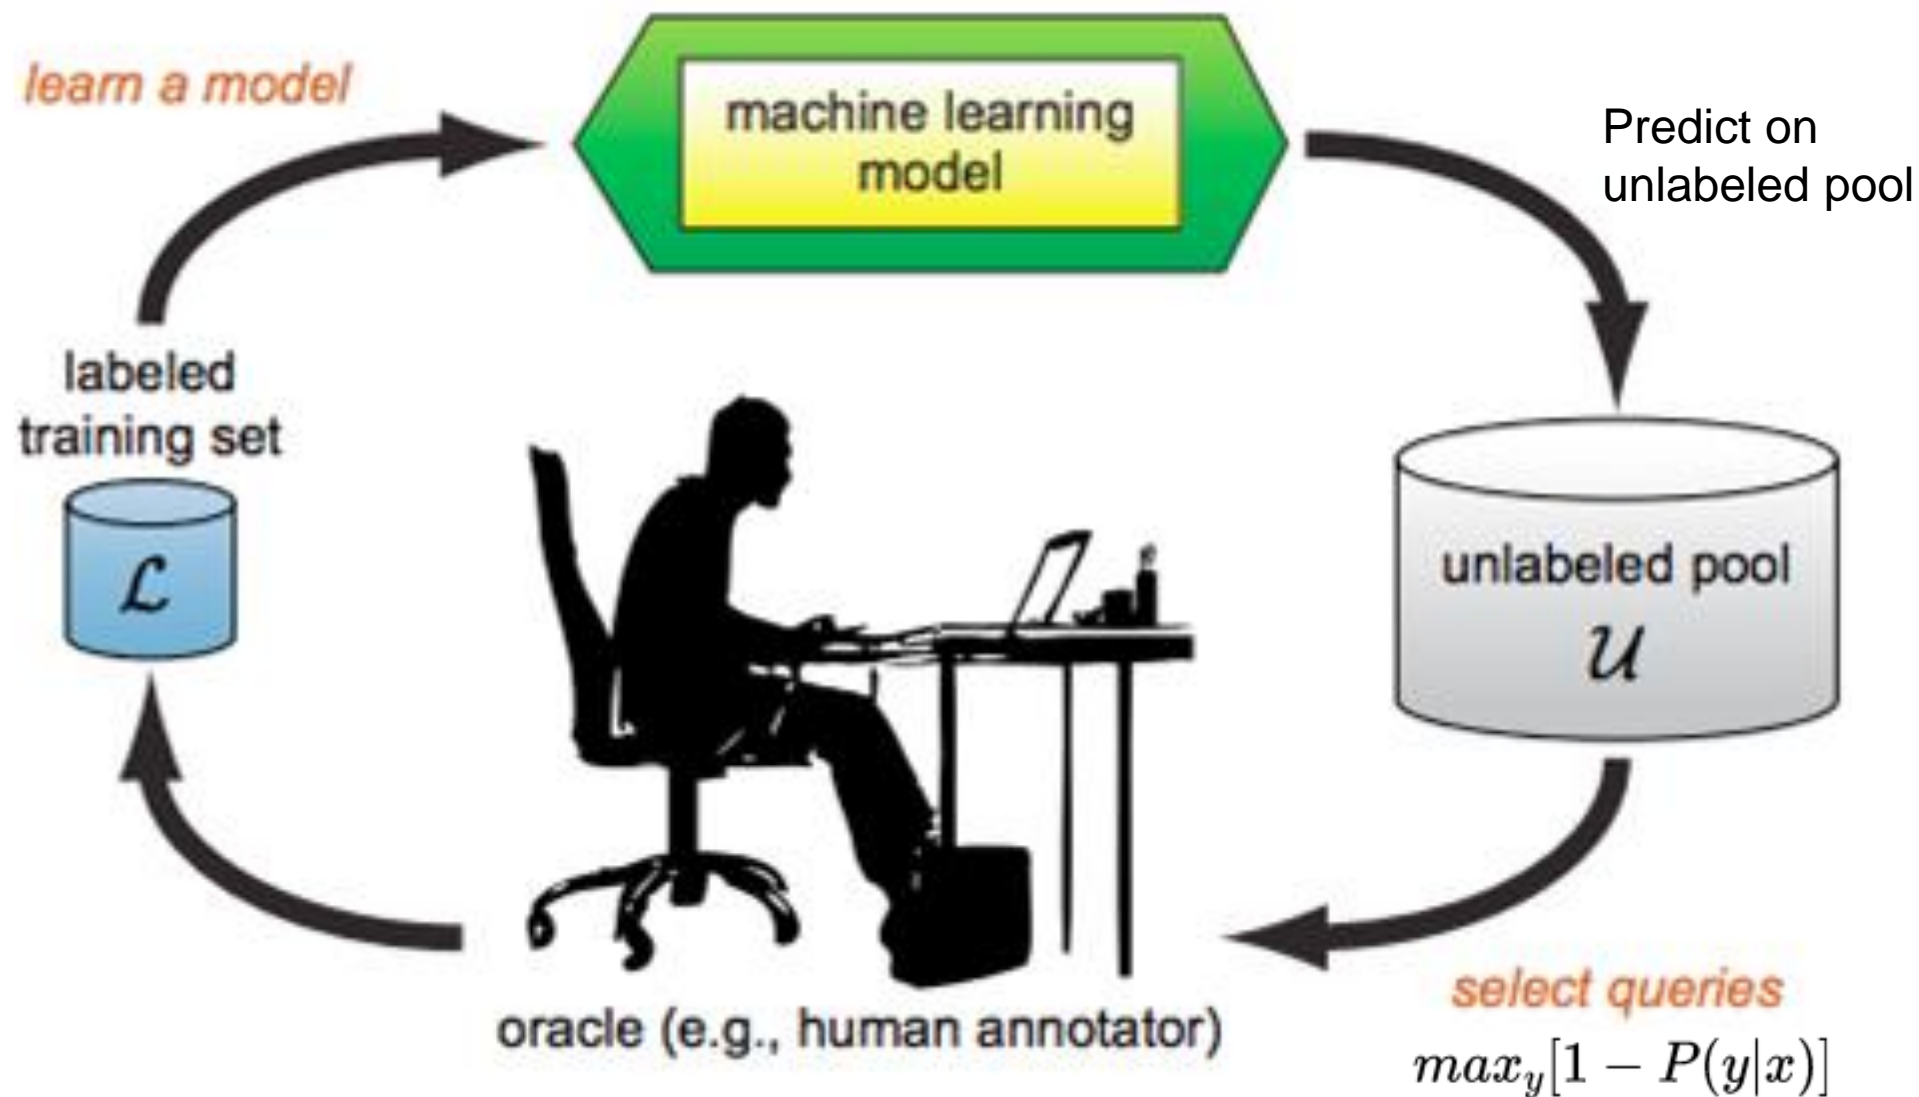 learn a model
machine learning
model
Predict on
unlabeled pool
labeled
training set
ℒ
unlabeled pool
𝒰
select queries
max_y[1 − P(y|x)]
oracle (e.g., human annotator)